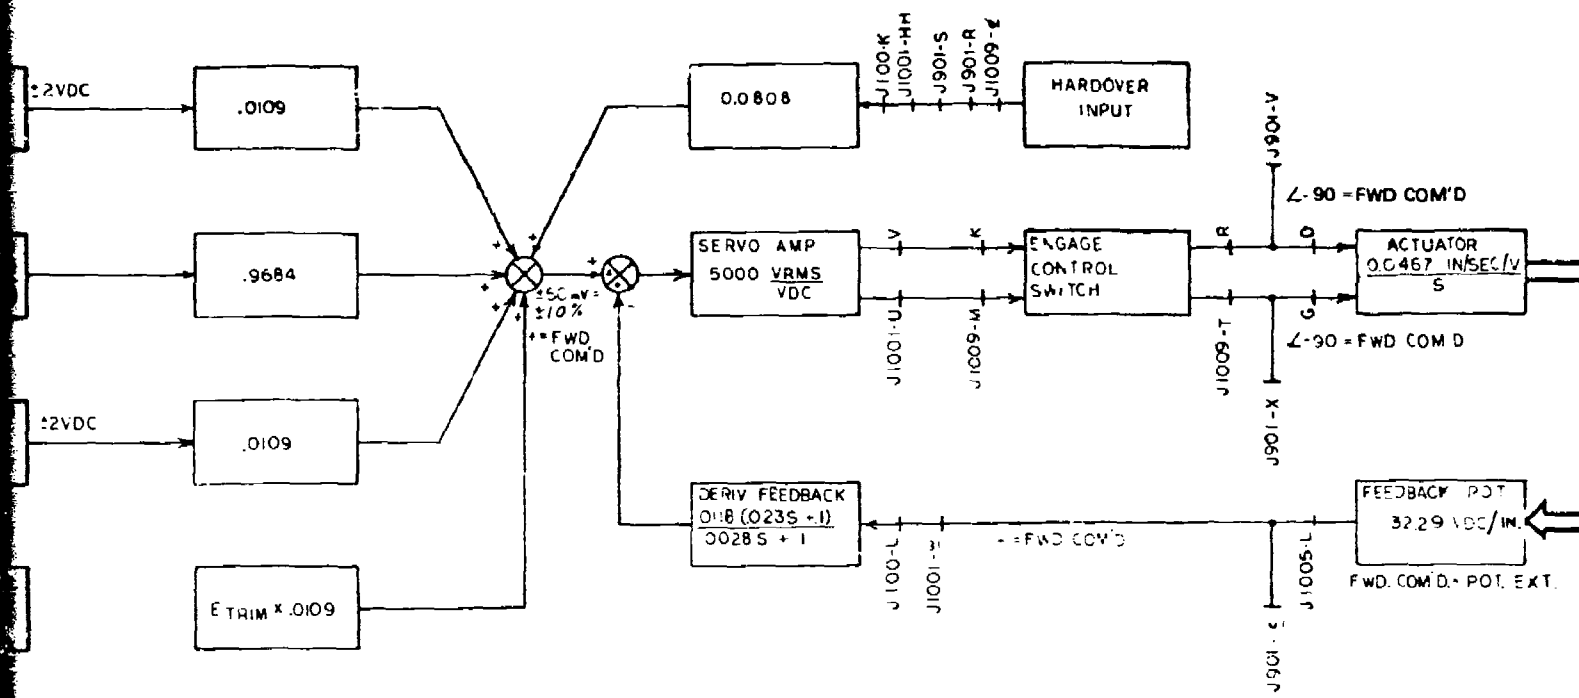 ±2VDC
.0109
0.0808
J100-K
J1001-HH
J901-S
J901-R
HARDOVER
INPUT
J901-V
∠-90 = FWD COM'D
.9684
±50mV=
±10%
+=FWD
COM'D
SERVO AMP
5000 VRMS
VDC
V
K
J1001-U
J1009-M
ENGAGE
CONTROL
SWITCH
R
D
J1009-T
G
ACTUATOR
0.0467 IN/SEC/V
S
∠-90 = FWD COM'D
J901-X
±2VDC
.0109
DERIV FEEDBACK
.0028S + 1
J100-L
= FWD COM'D
J1005-L
FEEDBACK POT
32.29 VDC/IN.
FWD. COM'D.= POT. EXT.
E TRIM x .0109